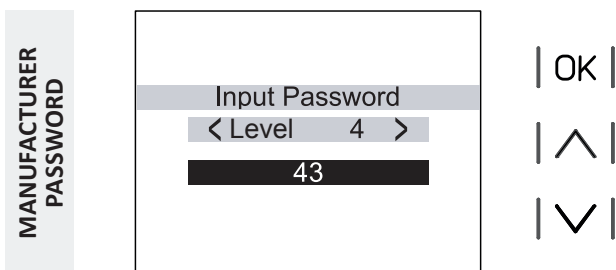 MANUFACTURER
PASSWORD
Input Password
< Level 4 >
43
OK